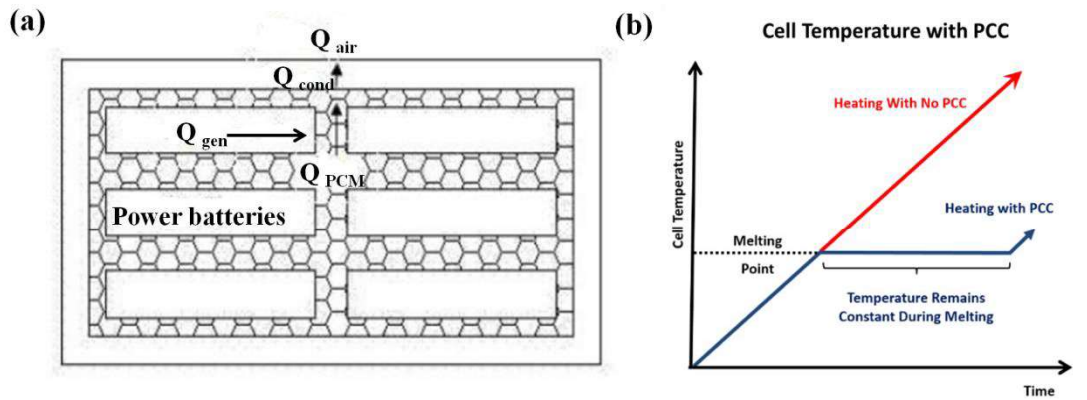 (a)
Q air
Q cond
Q gen
Q PCM
Power batteries
(b)
Cell Temperature with PCC
Heating With No PCC
Heating with PCC
Cell Temperature
Melting
Point
Temperature Remains
Constant During Melting
Time